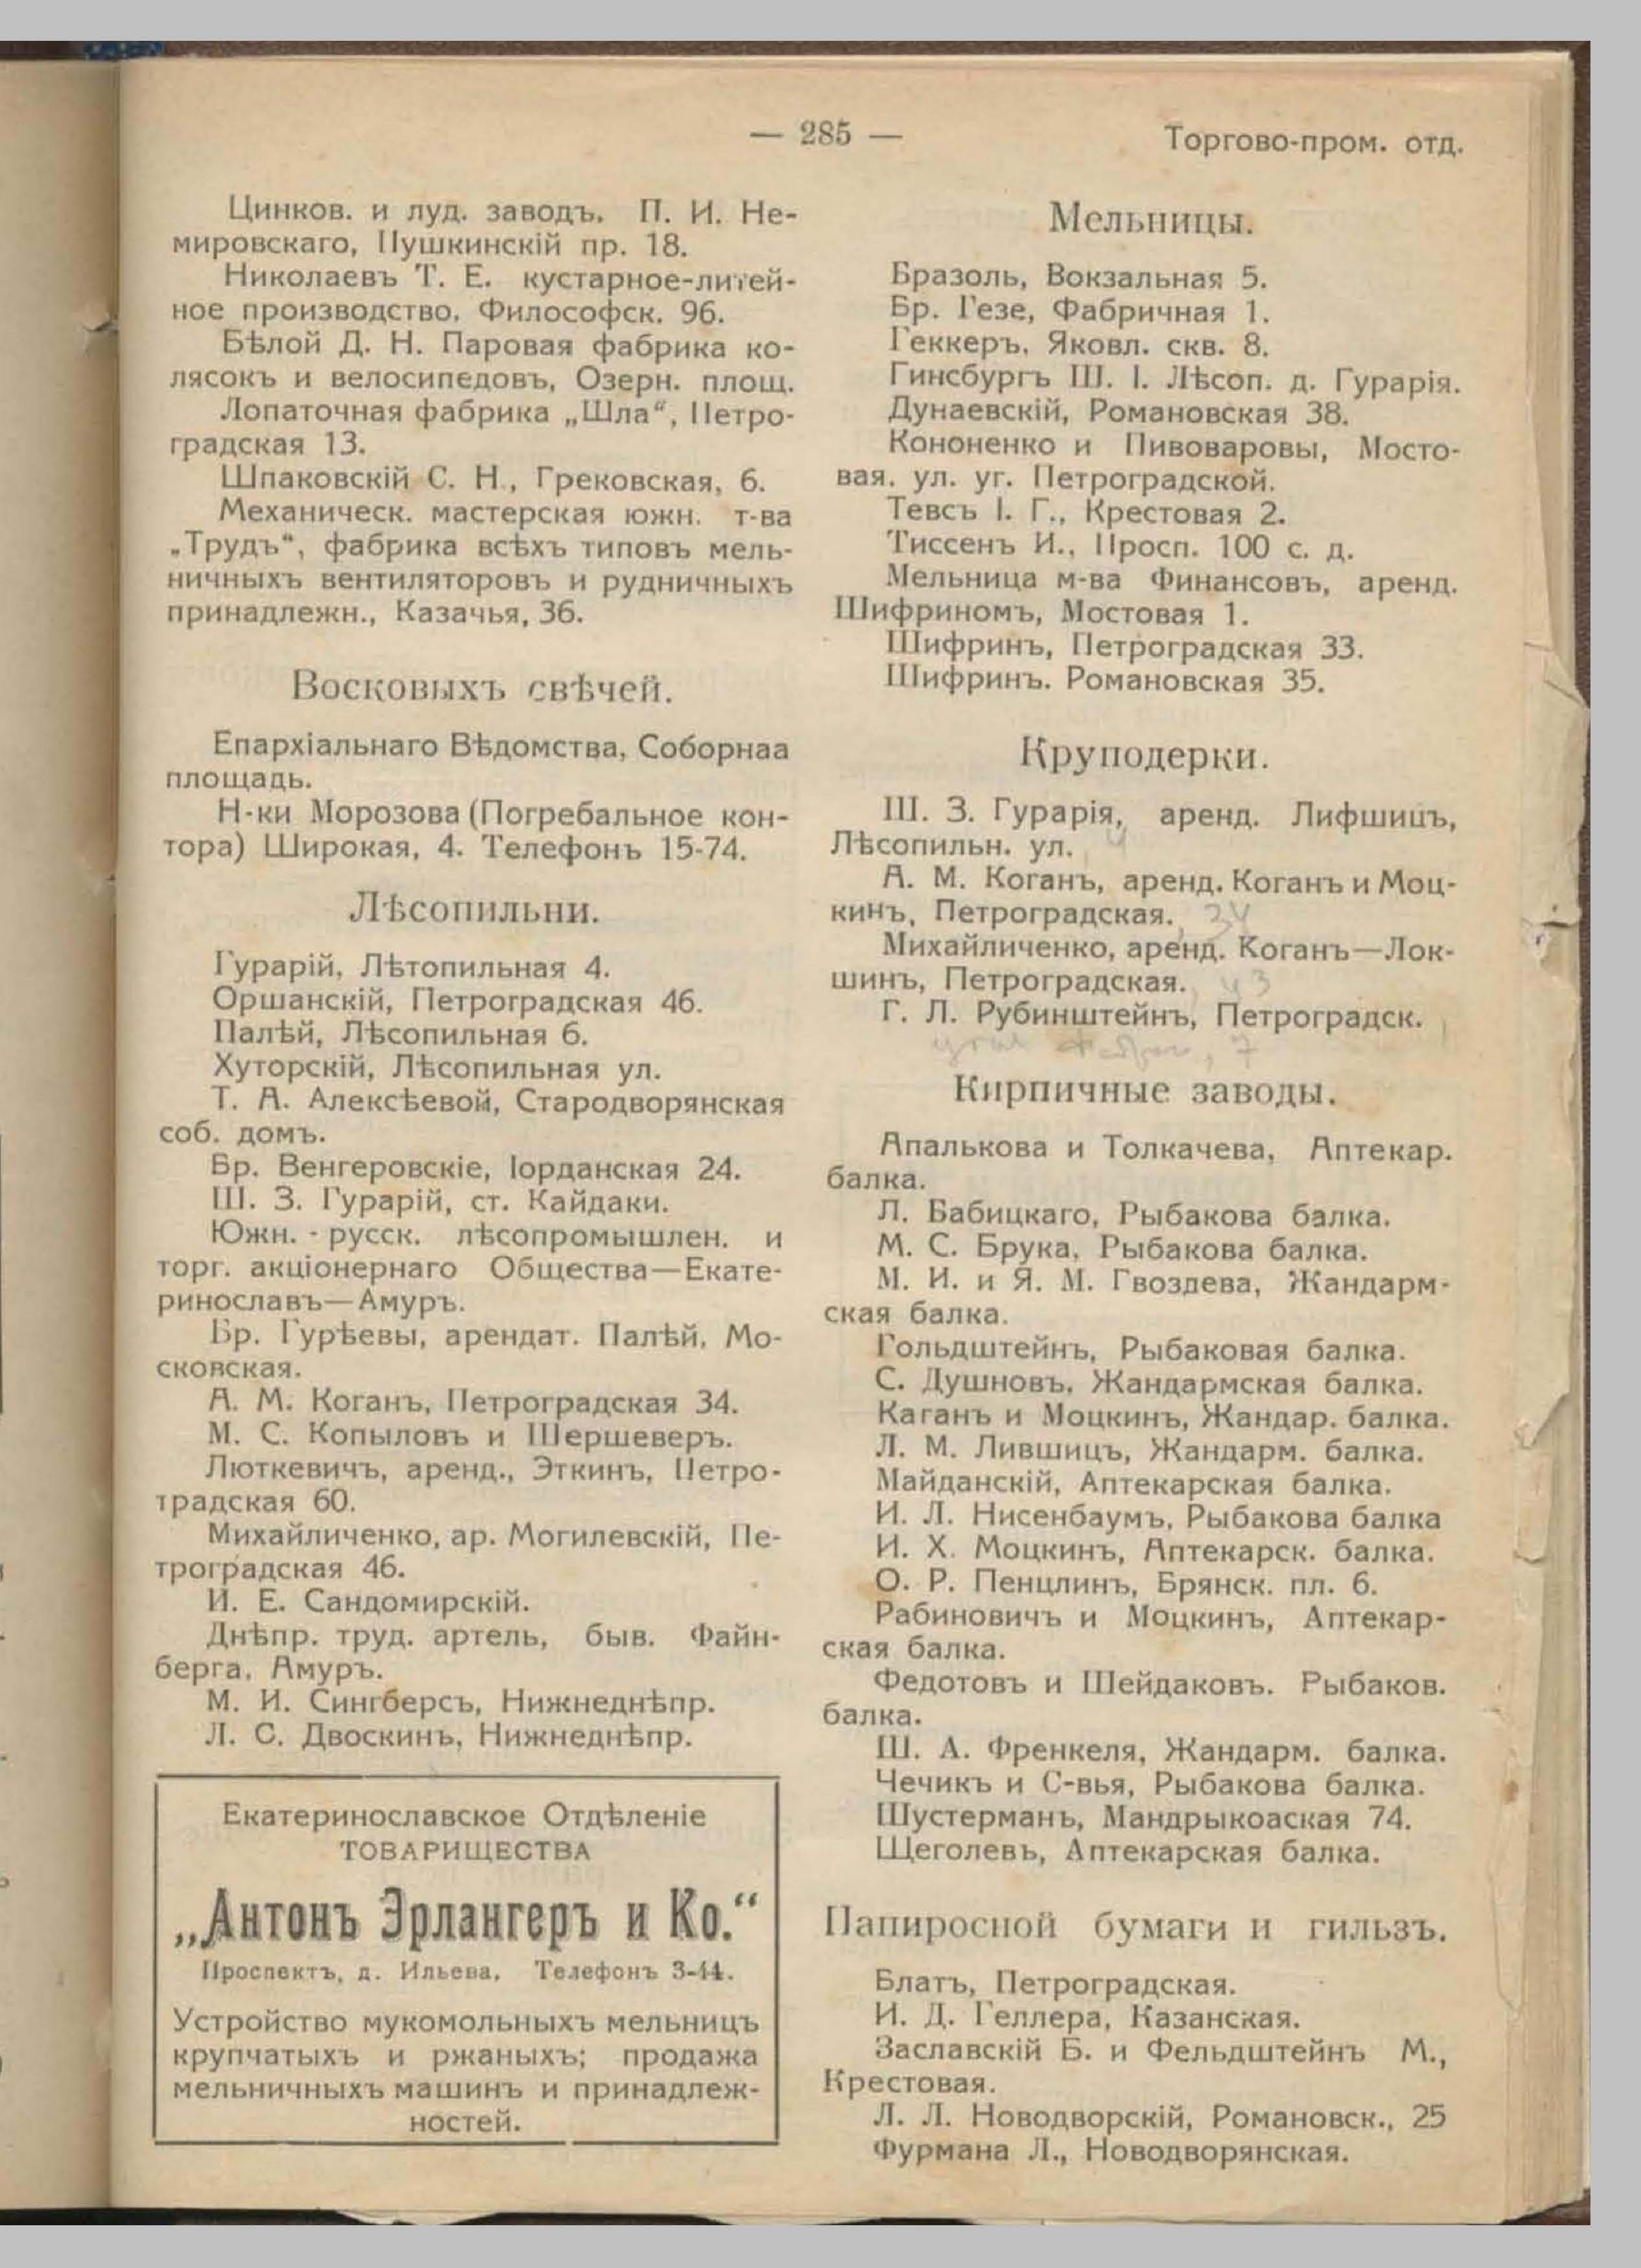 — 285 —
Торгово-пром. отд.
Цинков. и луд. заводъ. П. И. Не-
мировскаго, Пушкинскій пр. 18.
Николаевъ Т. Е. кустарное-литей-
ное производство, Философск. 96.
Бѣлой Д. Н. Паровая фабрика ко-
лясокъ и велосипедовъ, Озерн. площ.
Лопаточная фабрика „Шла“, Петро-
градская 13.
Шпаковскій С. Н., Грековская, 6.
Механическ. мастерская южн. т-ва
„Трудъ“, фабрика всѣхъ типовъ мель-
ничныхъ вентиляторовъ и рудничныхъ
принадлежн., Казачья, 36.
Восковыхъ свѣчей.
Епархіальнаго Вѣдомства, Соборнаа
площадь.
Н-ки Морозова (Погребальное кон-
тора) Широкая, 4. Телефонъ 15-74.
Лѣсопильни.
Гурарій, Лѣтопильная 4.
Оршанскій, Петроградская 46.
Палѣй, Лѣсопильная 6.
Хуторскій, Лѣсопильная ул.
Т. А. Алексѣевой, Стародворянская
соб. домъ.
Бр. Венгеровскіе, Іорданская 24.
Ш. З. Гурарій, ст. Кайдаки.
Южн. - русск. лѣсопромышлен. и
торг. акціонернаго Общества—Екате-
ринославъ—Амуръ.
Бр. Гурѣевы, арендат. Палѣй, Мо-
сковская.
А. М. Коганъ, Петроградская 34.
М. С. Копыловъ и Шершеверъ.
Люткевичъ, аренд., Эткинъ, Петро-
традская 60.
Михайличенко, ар. Могилевскій, Пе-
троградская 46.
И. Е. Сандомирскій.
Днѣпр. труд. артель, быв. Файн-
берга, Амуръ.
М. И. Сингберсъ, Нижнеднѣпр.
Л. С. Двоскинъ, Нижнеднѣпр.
Екатеринославское Отдѣленіе
ТОВАРИЩЕСТВА
„Антонъ Эрлангеръ и Ко.“
Проспектъ, д. Ильева. Телефонъ 3-44.
Устройство мукомольныхъ мельницъ
крупчатыхъ и ржаныхъ; продажа
мельничныхъ машинъ и принадлеж-
ностей.
Мельницы.
Бразоль, Вокзальная 5.
Бр. Гезе, Фабричная 1.
Геккеръ, Яковл. скв. 8.
Гинсбургъ Ш. І. Лѣсоп. д. Гурарія.
Дунаевскій, Романовская 38.
Кононенко и Пивоваровы, Мосто-
вая. ул. уг. Петроградской.
Тевсъ І. Г., Крестовая 2.
Тиссенъ И., Просп. 100 с. д.
Мельница м-ва Финансовъ, аренд.
Шифриномъ, Мостовая 1.
Шифринъ, Петроградская 33.
Шифринъ. Романовская 35.
Круподерки.
Ш. З. Гурарія, аренд. Лифшицъ,
Лѣсопильн. ул. 4
А. М. Коганъ, аренд. Коганъ и Моц-
кинъ, Петроградская. 34
Михайличенко, аренд. Коганъ—Лок-
шинъ, Петроградская. 43
Г. Л. Рубинштейнъ, Петроградск.
7
Кирпичные заводы.
Апалькова и Толкачева, Аптекар.
балка.
Л. Бабицкаго, Рыбакова балка.
М. С. Брука, Рыбакова балка.
М. И. и Я. М. Гвоздева, Жандарм-
ская балка.
Гольдштейнъ, Рыбаковая балка.
С. Душновъ, Жандармская балка.
Каганъ и Моцкинъ, Жандар. балка.
Л. М. Лившицъ, Жандарм. балка.
Майданскій, Аптекарская балка.
И. Л. Нисенбаумъ, Рыбакова балка
И. Х. Моцкинъ, Аптекарск. балка.
О. Р. Пенцлинъ, Брянск. пл. 6.
Рабиновичъ и Моцкинъ, Аптекар-
ская балка.
Федотовъ и Шейдаковъ. Рыбаков.
балка.
Ш. А. Френкеля, Жандарм. балка.
Чечикъ и С-вья, Рыбакова балка.
Шустерманъ, Мандрыкоаская 74.
Щеголевъ, Аптекарская балка.
Папиросной бумаги и гильзъ.
Блатъ, Петроградская.
И. Д. Геллера, Казанская.
Заславскій Б. и Фельдштейнъ М.,
Крестовая.
Л. Л. Новодворскій, Романовск., 25
Фурмана Л., Новодворянская.